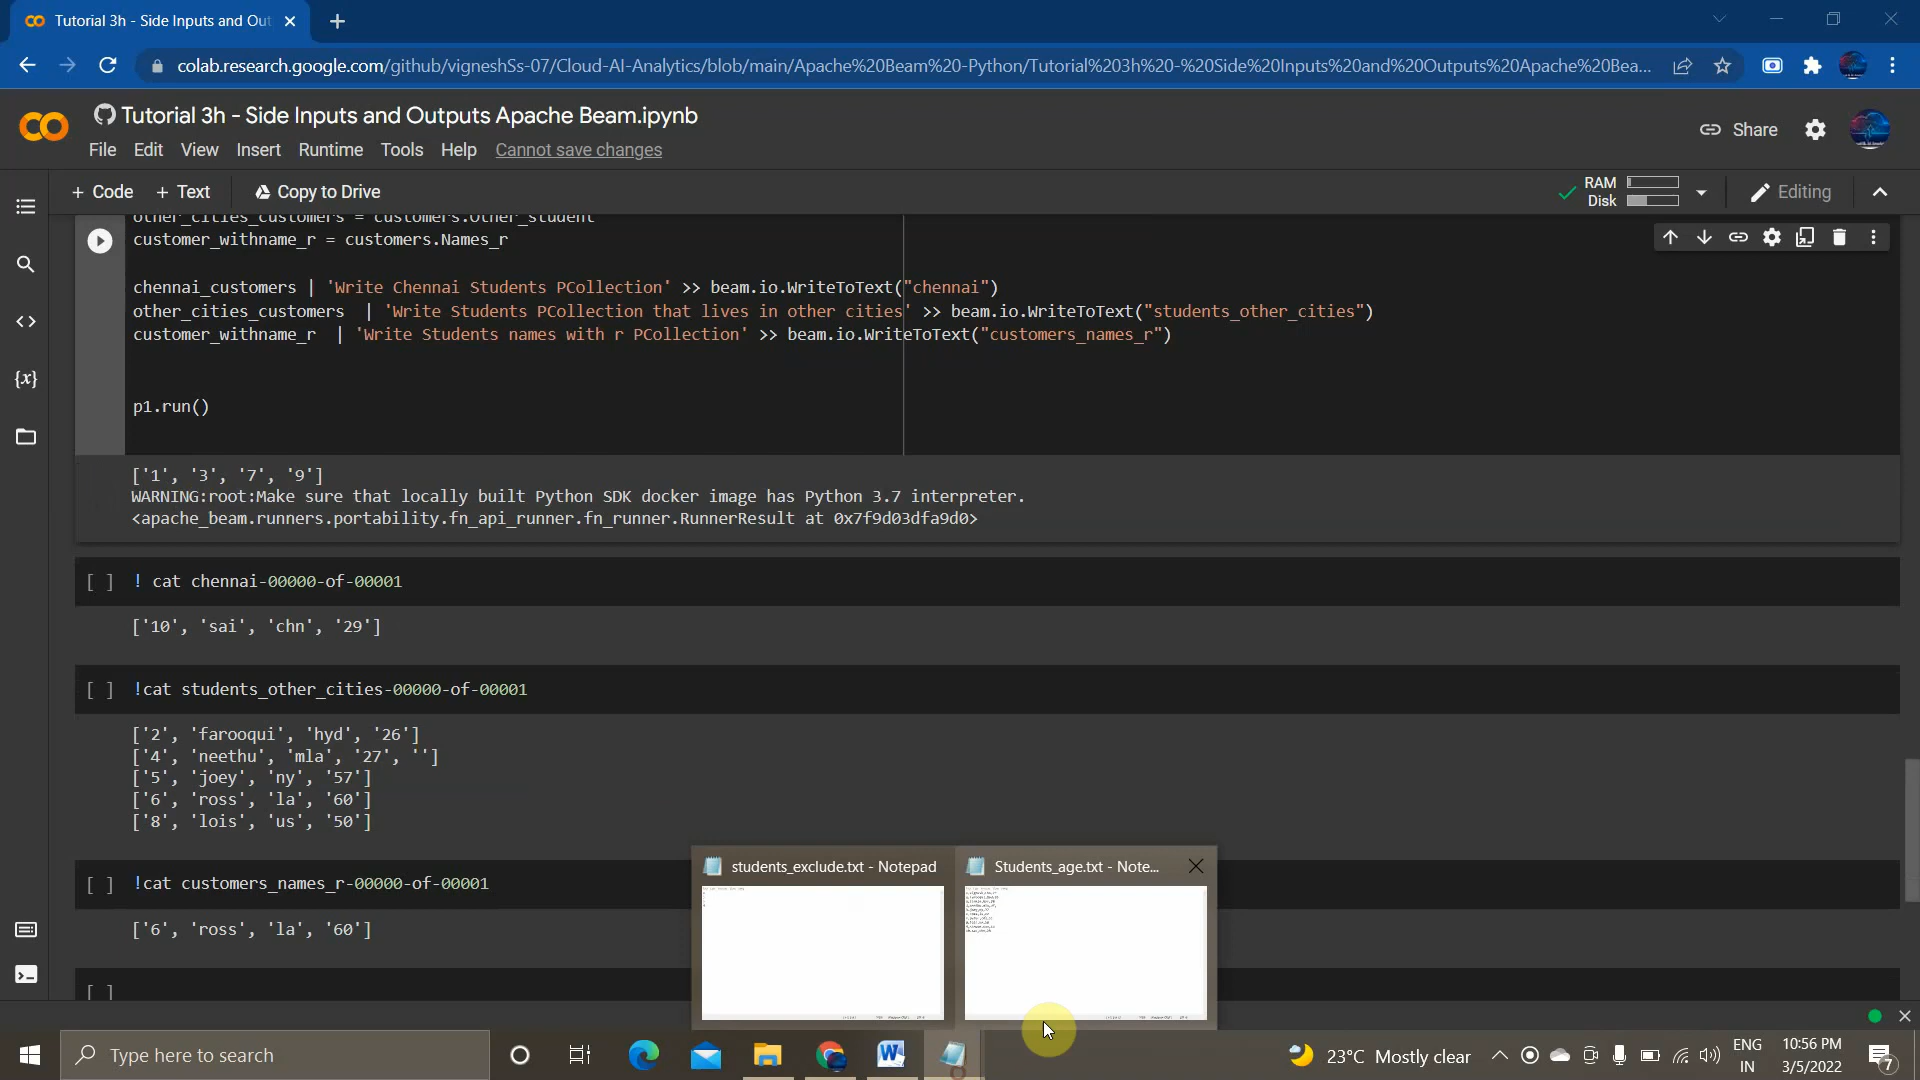 Tutorial 3h - Side Inputs and Out
colab.research.google.com/github/vigneshSs-07/Cloud-AI-Analytics/blob/main/Apache%20Beam%20-Python/Tutorial%203h%20-%20Side%20Inputs%20and%20Outputs%20Apache%20Bea...
Tutorial 3h - Side Inputs and Outputs Apache Beam.ipynb
Share
File Edit View Insert Runtime Tools Help Cannot save changes
+ Code + Text Copy to Drive
RAM
Disk
Editing
other_cities_customers = customers.Other_student
customer_withname_r = customers.Names_r
chennai_customers | 'Write Chennai Students PCollection' >> beam.io.WriteToText("chennai")
other_cities_customers | 'Write Students PCollection that lives in other cities' >> beam.io.WriteToText("students_other_cities")
customer_withname_r | 'Write Students names with r PCollection' >> beam.io.WriteToText("customers_names_r")
p1.run()
['1', '3', '7', '9']
WARNING:root:Make sure that locally built Python SDK docker image has Python 3.7 interpreter.
<apache_beam.runners.portability.fn_api_runner.fn_runner.RunnerResult at 0x7f9d03dfa9d0>
[ ] ! cat chennai-00000-of-00001
['10', 'sai', 'chn', '29']
[ ] !cat students_other_cities-00000-of-00001
['2', 'farooqui', 'hyd', '26']
['4', 'neethu', 'mla', '27', '']
['5', 'joey', 'ny', '57']
['6', 'ross', 'la', '60']
['8', 'lois', 'us', '50']
[ ] !cat customers_names_r-00000-of-00001
['6', 'ross', 'la', '60']
[ ]
students_exclude.txt - Notepad
Students_age.txt - Note...
Type here to search
23°C Mostly clear
ENG
IN
10:56 PM
3/5/2022
7